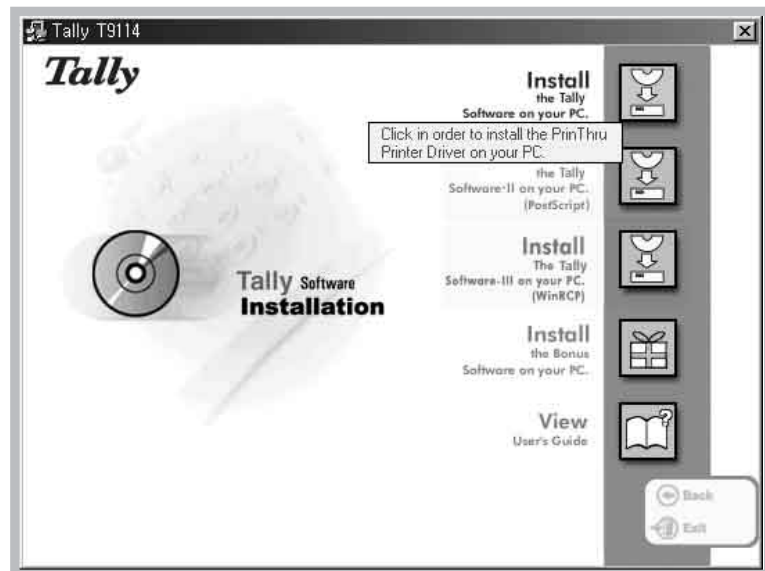 Tally T9114
Tally
Install
the Tally
Software on your PC.
Click in order to install the PrinThru
Printer Driver on your PC.
the Tally
Software-II on your PC.
(PostScript)
Install
The Tally
Software-III on your PC.
(WinRCP)
Tally Software
Installation
Install
the Bonus
Software on your PC.
View
User's Guide
Back
Exit